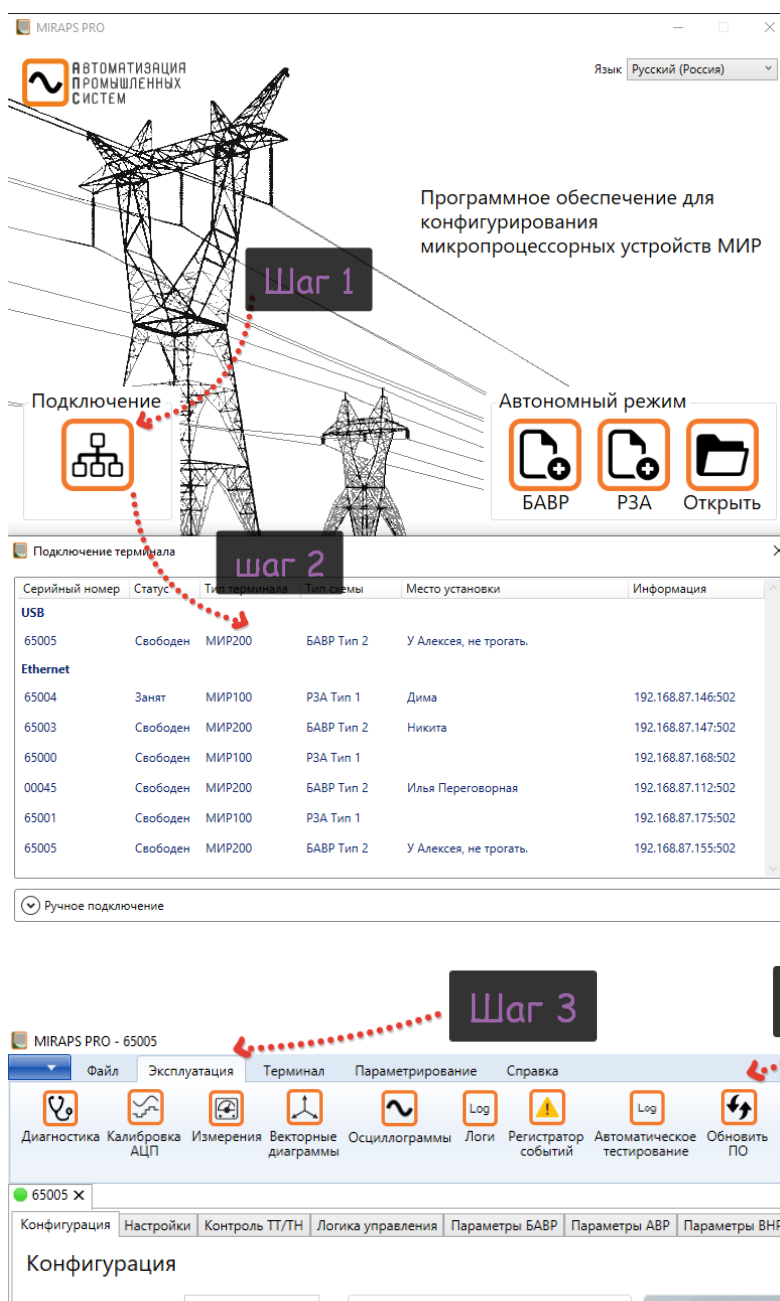 MIRAPS PRO
АВТОМАТИЗАЦИЯ
ПРОМЫШЛЕННЫХ
СИСТЕМ
Язык Русский (Россия)
Программное обеспечение для
конфигурирования
микропроцессорных устройств МИР
Шаг 1
Подключение
Автономный режим
БАВР РЗА Открыть
Подключение терминала
шаг 2
Серийный номер Статус Тип терминала Тип схемы Место установки Информация
USB
65005 Свободен МИР200 БАВР Тип 2 У Алексея, не трогать.
Ethernet
65004 Занят МИР100 РЗА Тип 1 Дима 192.168.87.146:502
65003 Свободен МИР200 БАВР Тип 2 Никита 192.168.87.147:502
65000 Свободен МИР100 РЗА Тип 1 192.168.87.168:502
00045 Свободен МИР200 БАВР Тип 2 Илья Переговорная 192.168.87.112:502
65001 Свободен МИР100 РЗА Тип 1 192.168.87.175:502
65005 Свободен МИР200 БАВР Тип 2 У Алексея, не трогать. 192.168.87.155:502
Ручное подключение
Шаг 3
MIRAPS PRO - 65005
Файл Эксплуатация Терминал Параметрирование Справка
Log Log
Диагностика Калибровка Измерения Векторные Осциллограммы Логи Регистратор Автоматическое Обновить
АЦП диаграммы событий тестирование ПО
65005
Конфигурация Настройки Контроль ТТ/ТН Логика управления Параметры БАВР Параметры АВР Параметры ВНР
Конфигурация